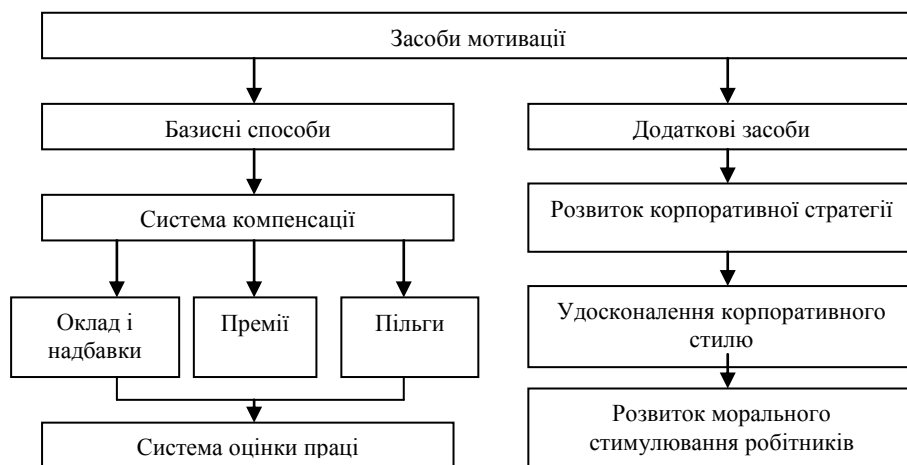 Засоби мотивації
Базисні способи
Додаткові засоби
Система компенсації
Розвиток корпоративної стратегії
Оклад і
надбавки
Премії
Пільги
Удосконалення корпоративного
стилю
Система оцінки праці
Розвиток морального
стимулювання робітників